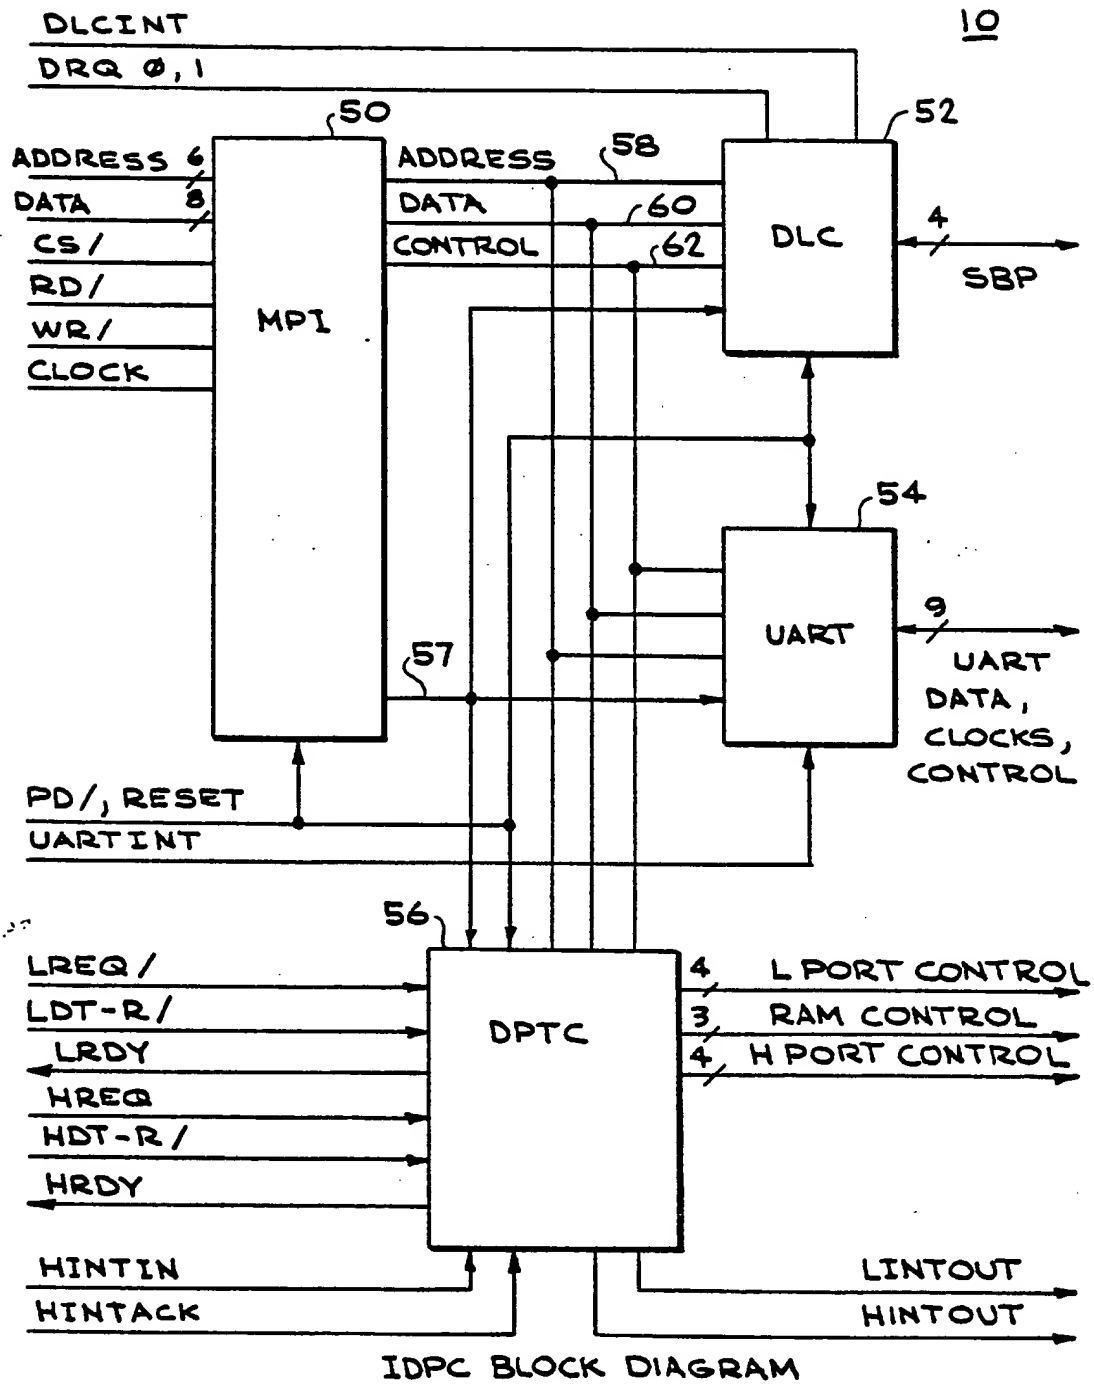 DLCINT
10
DRQ 0, 1
50
52
ADDRESS 6
ADDRESS
58
DATA 8
DATA
60
4
CS/
CONTROL
62
DLC
SBP
RD/
MPI
WR/
CLOCK
54
9
UART
57
UART
DATA,
CLOCKS,
CONTROL
PD/, RESET
UARTINT
56
LREQ/
4 L PORT CONTROL
LDT-R/
DPTC
3 RAM CONTROL
LRDY
4 H PORT CONTROL
HREQ
HDT-R/
HRDY
HINTIN
LINTOUT
HINTACK
HINTOUT
IDPC BLOCK DIAGRAM